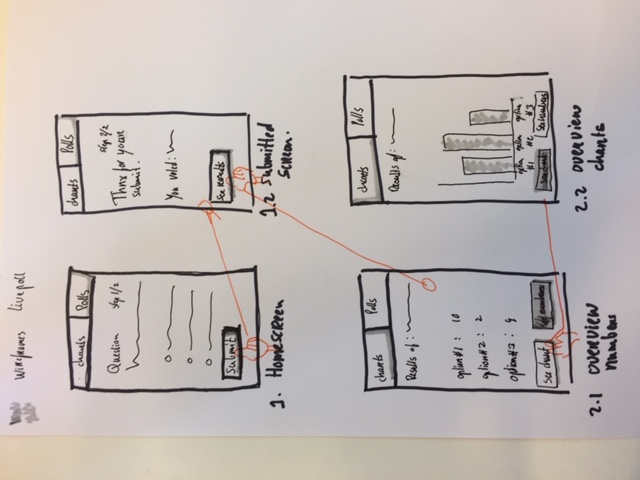 Wireframes Livepoll
charts Polls
Question step 1/2
Submit
1. Homescreen
charts Polls
step 2/2
Thnx for youre
submit.
You voted:
See results
1.2 Submitted
Screen.
charts Polls
Results of:
option#1 : 10
option#2 : 2
option#3 :
See chart See numbers
2.1 overview
numbers
charts Polls
Results of:
option option option
#1 #2 #3
See chart See numbers
2.2 overview
charts